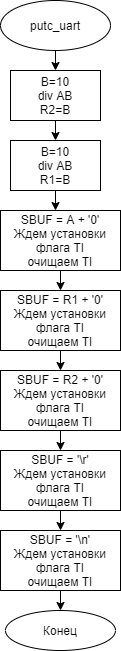 putc_uart
B=10
div AB
R2=B
B=10
div AB
R1=B
SBUF = A + '0'
Ждем установки
флага TI
очищаем TI
SBUF = R1 + '0'
Ждем установки
флага TI
очищаем TI
SBUF = R2 + '0'
Ждем установки
флага TI
очищаем TI
SBUF = '\r'
Ждем установки
флага TI
очищаем TI
SBUF = '\n'
Ждем установки
флага TI
очищаем TI
Конец